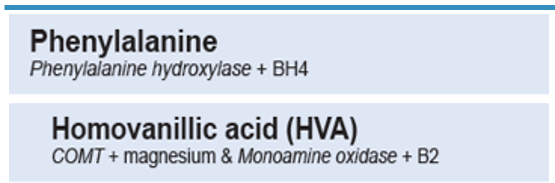 Phenylalanine
Phenylalanine hydroxylase + BH4
Homovanillic acid (HVA)
COMT + magnesium & Monoamine oxidase + B2